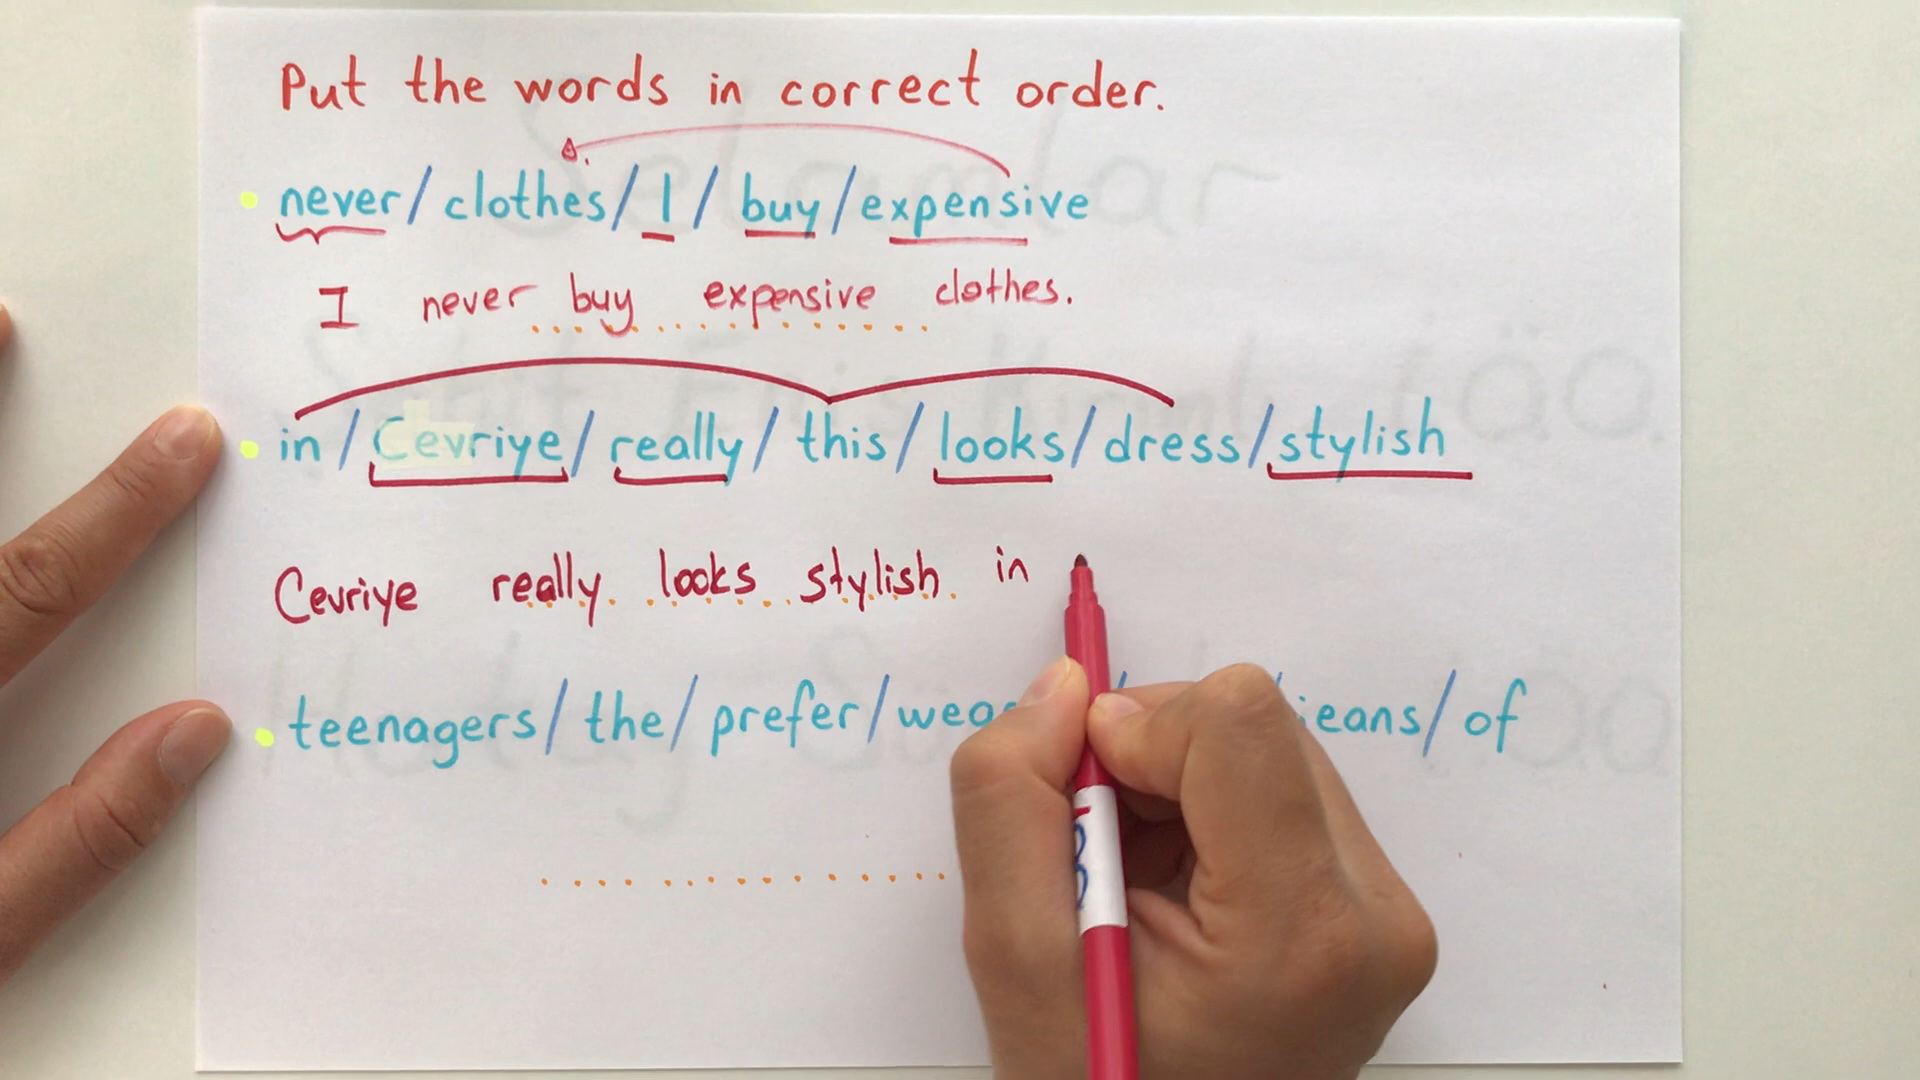 Put the words in correct order.
never / clothes / I / buy / expensive
I never buy expensive clothes.
in / Cevriye / really / this / looks / dress / stylish
Cevriye really looks stylish in
teenagers / the / prefer / / jeans / of